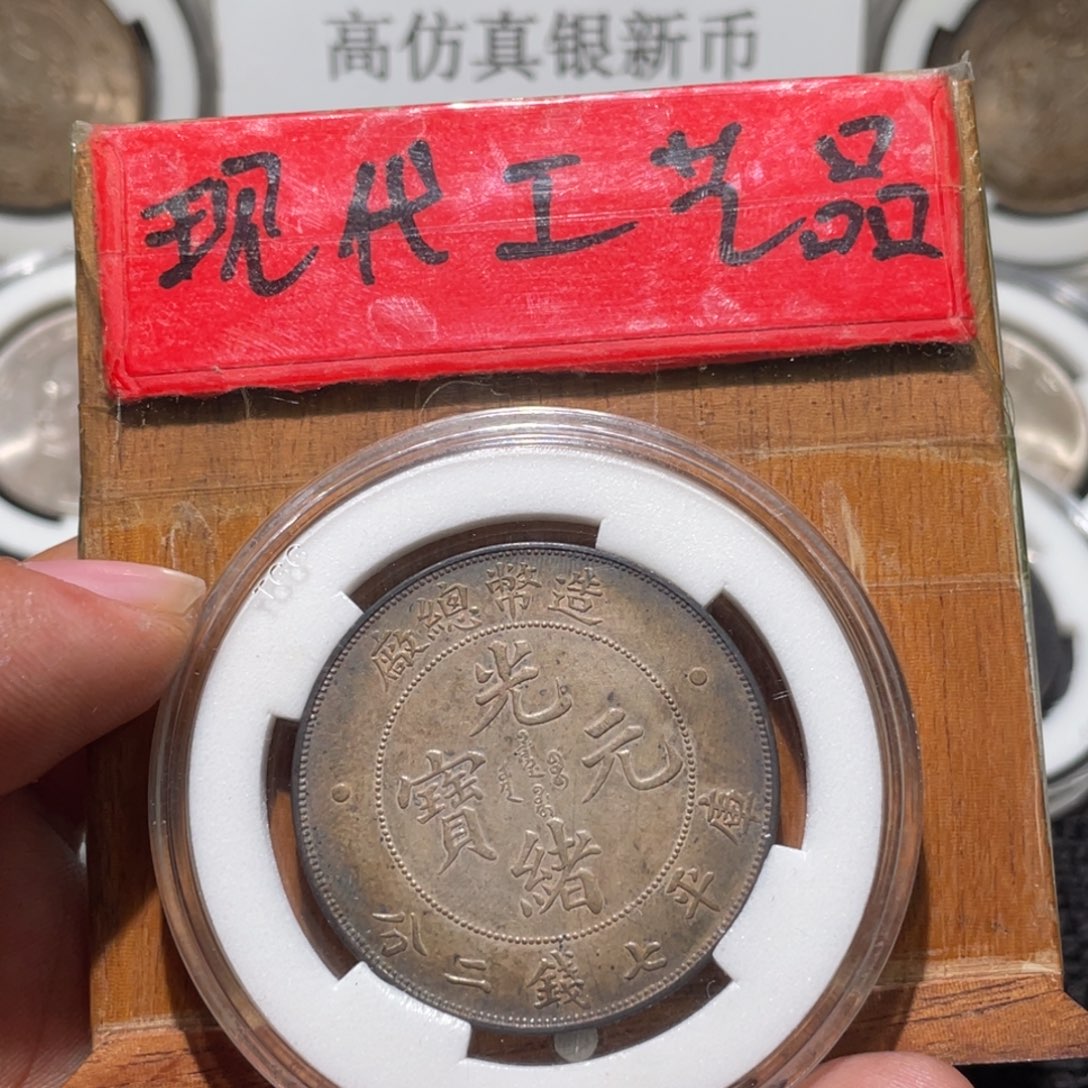 高仿真银新币
现代工艺品
造幣總廠
光緒元寶
庫平七錢二分